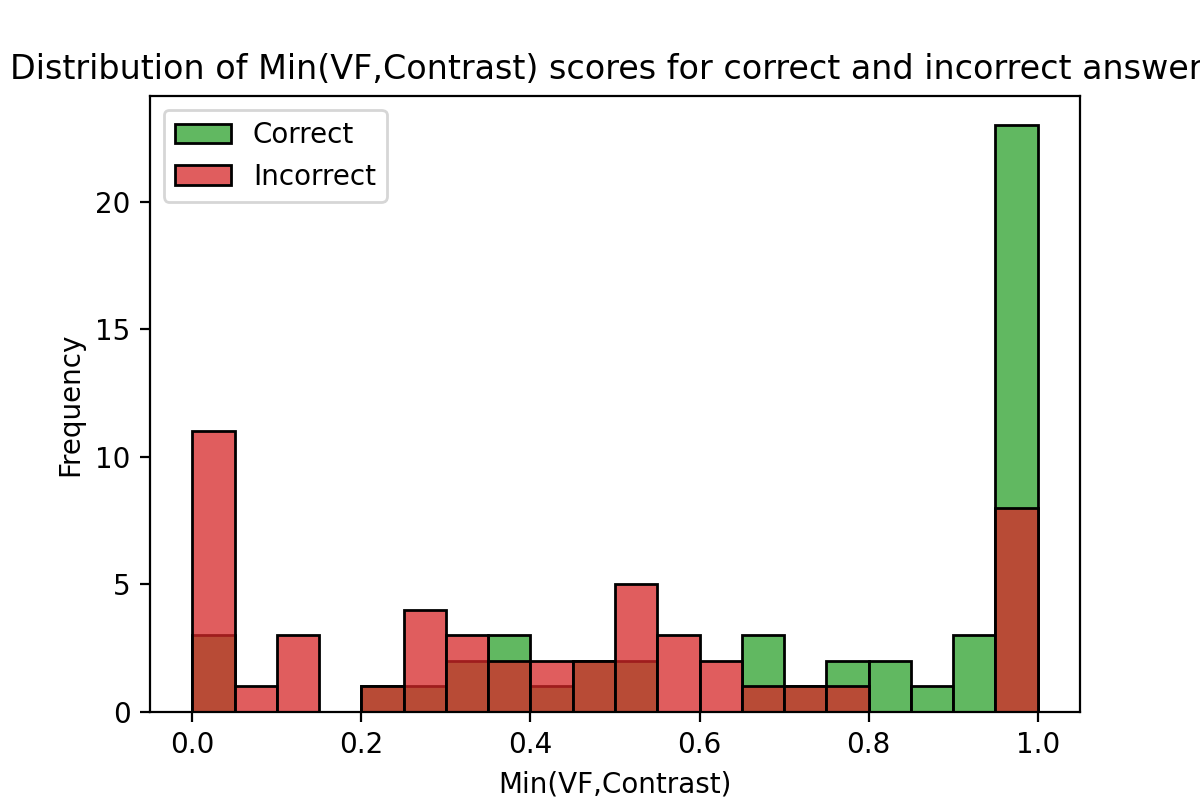 Distribution of Min(VF,Contrast) scores for correct and incorrect answer
Correct
Incorrect
Frequency
20
15
10
5
0
0.0 0.2 0.4 0.6 0.8 1.0
Min(VF,Contrast)